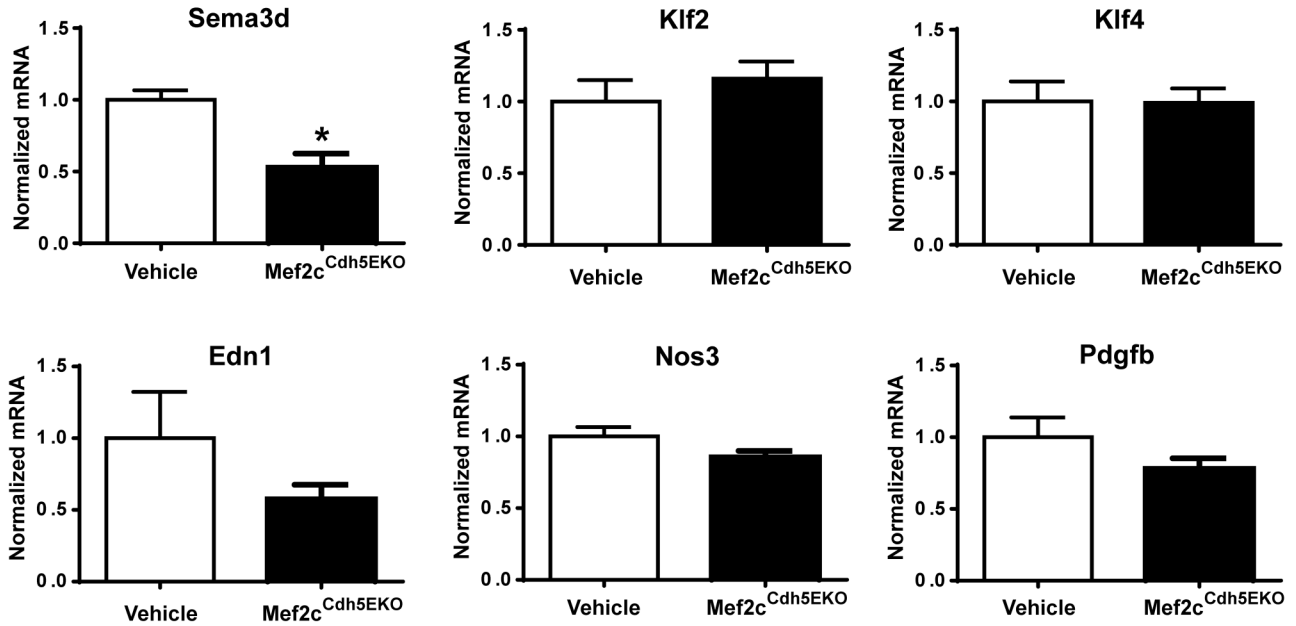 Sema3d
Normalized mRNA
1.5
1.0
0.5
0.0
*
Vehicle
Mef2cCdh5EKO
Klf2
Normalized mRNA
1.5
1.0
0.5
0.0
Vehicle
Mef2cCdh5EKO
Klf4
Normalized mRNA
1.5
1.0
0.5
0.0
Vehicle
Mef2cCdh5EKO
Edn1
Normalized mRNA
1.5
1.0
0.5
0.0
Vehicle
Mef2cCdh5EKO
Nos3
Normalized mRNA
1.5
1.0
0.5
0.0
Vehicle
Mef2cCdh5EKO
Pdgfb
Normalized mRNA
1.5
1.0
0.5
0.0
Vehicle
Mef2cCdh5EKO